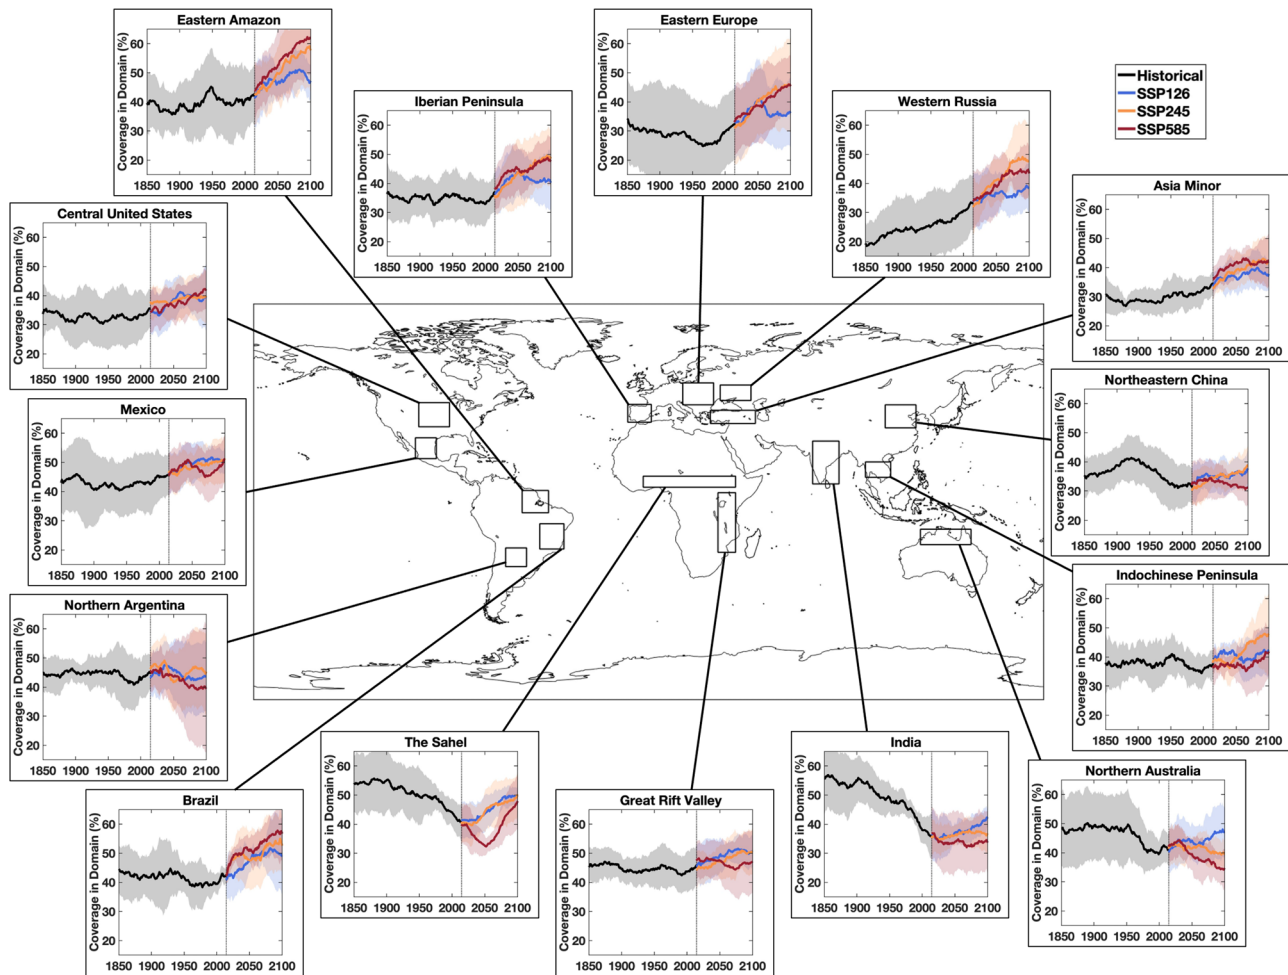 Eastern Amazon
Coverage in Domain (%)
60
50
40
30
20
1850 1900 1950 2000 2050 2100
Iberian Peninsula
Coverage in Domain (%)
60
50
40
30
20
1850 1900 1950 2000 2050 2100
Eastern Europe
Coverage in Domain (%)
60
50
40
30
20
1850 1900 1950 2000 2050 2100
Western Russia
Coverage in Domain (%)
60
50
40
30
20
1850 1900 1950 2000 2050 2100
Historical
SSP126
SSP245
SSP585
Central United States
Coverage in Domain (%)
60
50
40
30
20
1850 1900 1950 2000 2050 2100
Asia Minor
Coverage in Domain (%)
60
50
40
30
20
1850 1900 1950 2000 2050 2100
Mexico
Coverage in Domain (%)
60
50
40
30
20
1850 1900 1950 2000 2050 2100
Northeastern China
Coverage in Domain (%)
60
50
40
30
20
1850 1900 1950 2000 2050 2100
Northern Argentina
Coverage in Domain (%)
60
50
40
30
20
1850 1900 1950 2000 2050 2100
Indochinese Peninsula
Coverage in Domain (%)
60
50
40
30
20
1850 1900 1950 2000 2050 2100
Brazil
Coverage in Domain (%)
60
50
40
30
20
1850 1900 1950 2000 2050 2100
The Sahel
Coverage in Domain (%)
60
50
40
30
20
1850 1900 1950 2000 2050 2100
Great Rift Valley
Coverage in Domain (%)
60
50
40
30
20
1850 1900 1950 2000 2050 2100
India
Coverage in Domain (%)
60
50
40
30
20
1850 1900 1950 2000 2050 2100
Northern Australia
Coverage in Domain (%)
60
50
40
30
20
1850 1900 1950 2000 2050 2100